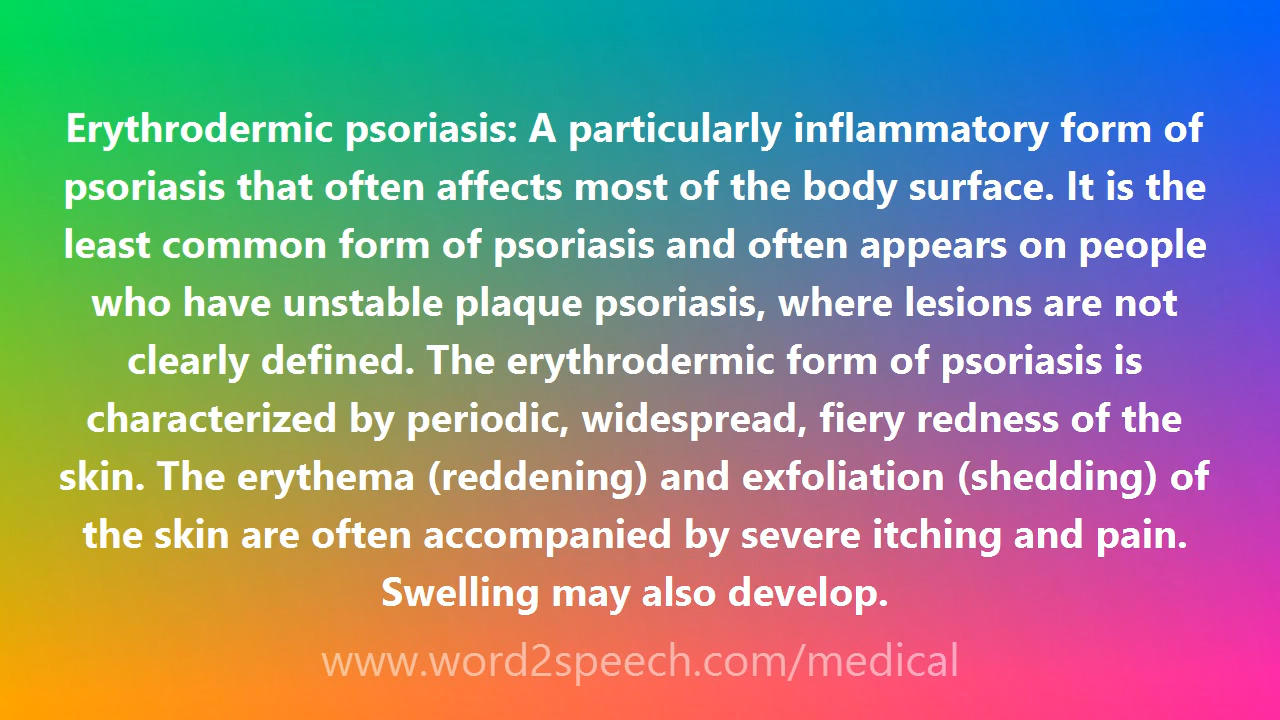 Erythrodermic psoriasis: A particularly inflammatory form of
psoriasis that often affects most of the body surface. It is the
least common form of psoriasis and often appears on people
who have unstable plaque psoriasis, where lesions are not
clearly defined. The erythrodermic form of psoriasis is
characterized by periodic, widespread, fiery redness of the
skin. The erythema (reddening) and exfoliation (shedding) of
the skin are often accompanied by severe itching and pain.
Swelling may also develop.
www.word2speech.com/medical